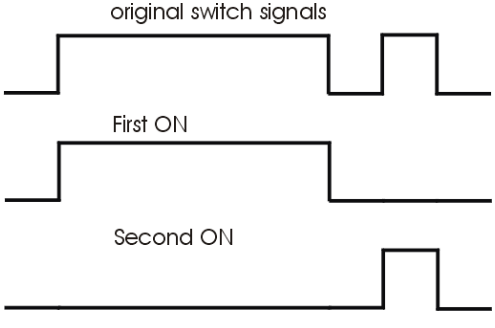 original switch signals
First ON
Second ON